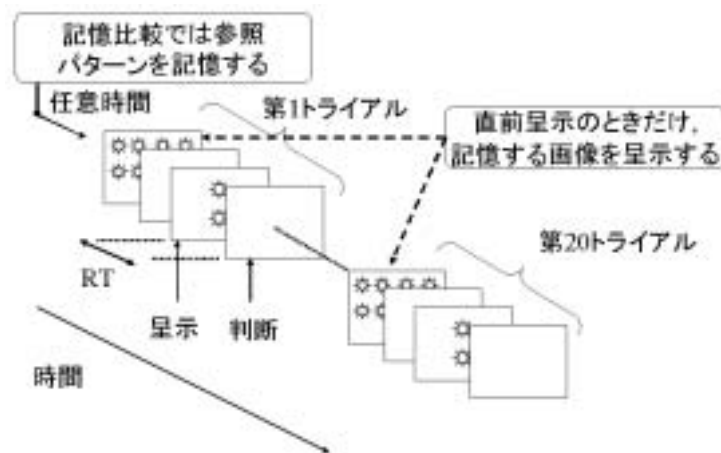 記憶比較では参照
パターンを記憶する
任意時間
第1トライアル
直前呈示のときだけ,
記憶する画像を呈示する
第20トライアル
RT
呈示
判断
時間